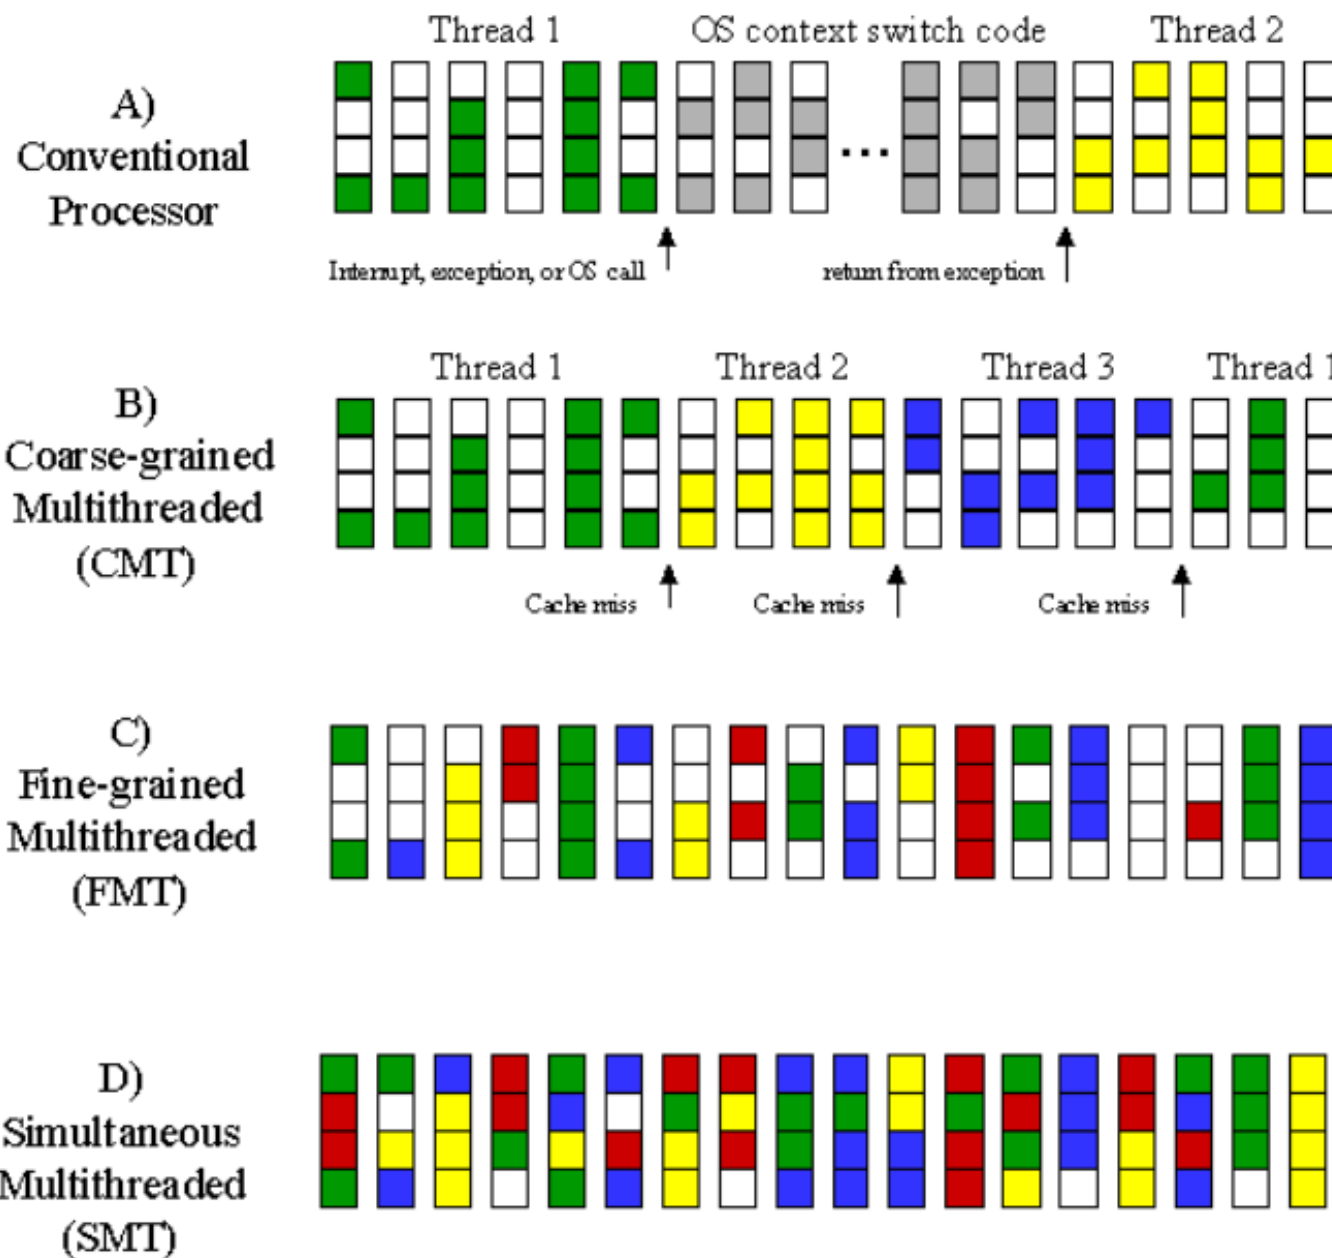 Thread 1 OS context switch code Thread 2
A)
Conventional
Processor
...
Interrupt, exception, or OS call return from exception
Thread 1 Thread 2 Thread 3 Thread 1
B)
Coarse-grained
Multithreaded
(CMT)
Cache miss Cache miss Cache miss
C)
Fine-grained
Multithreaded
(FMT)
D)
Simultaneous
Multithreaded
(SMT)